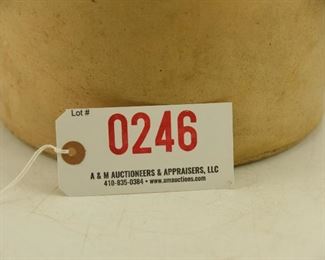 Lot #
0246
A & M AUCTIONEERS & APPRAISERS, LLC
410-835-0384 • www.amauctions.com